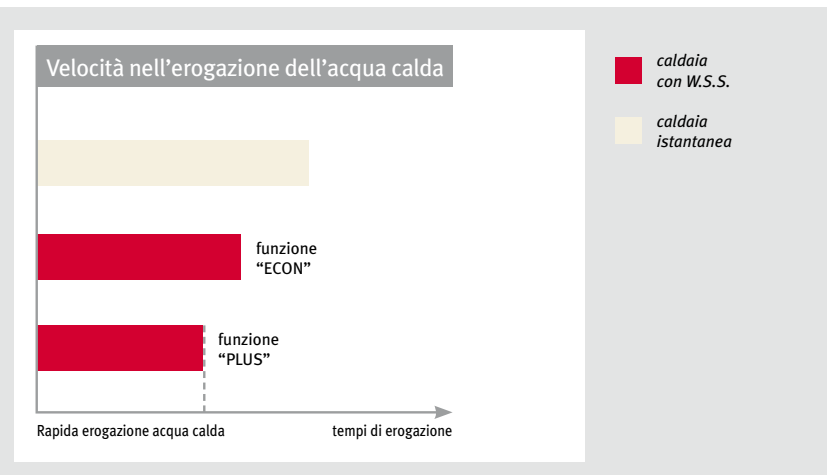 Velocità nell’erogazione dell’acqua calda
caldaia
con W.S.S.
caldaia
istantanea
funzione
“ECON”
funzione
“PLUS”
Rapida erogazione acqua calda
tempi di erogazione